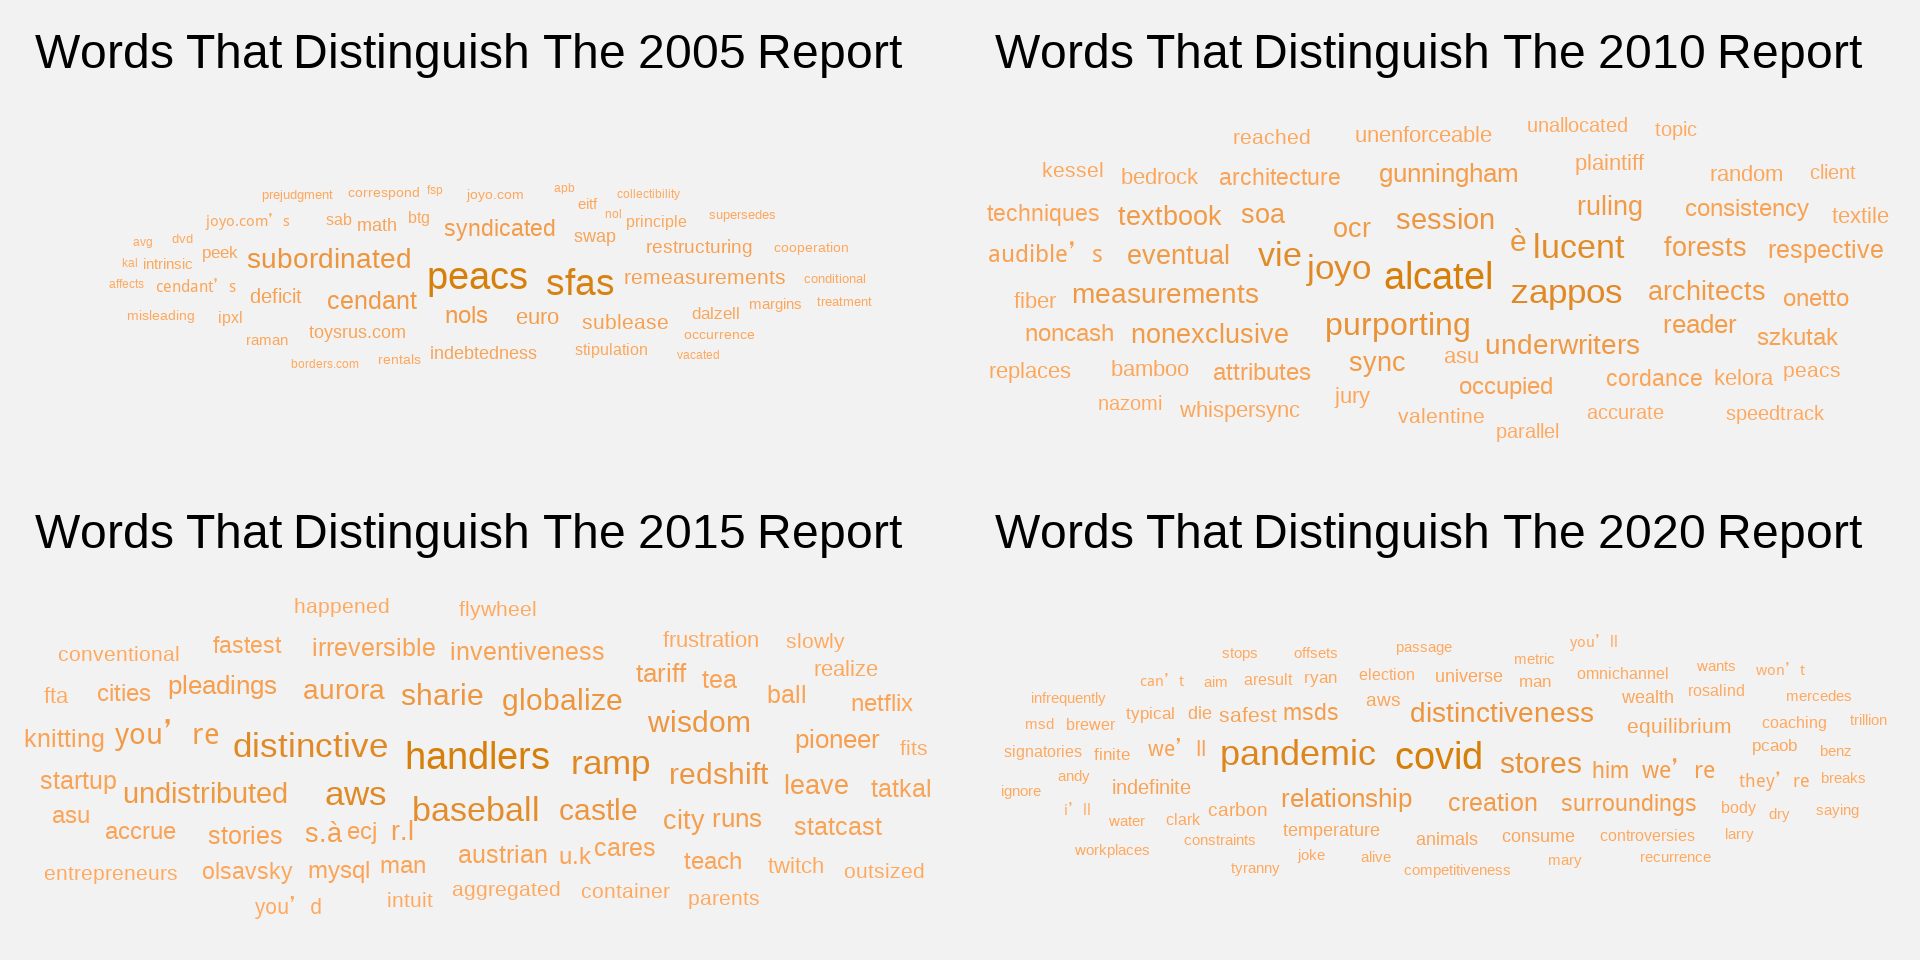 Words That Distinguish The 2005 Report
prejudgment correspond fsp joyo.com apb collectibility
joyo.com’s sab math btg syndicated eitf nol principle supersedes
avg dvd peek subordinated swap restructuring cooperation
kal intrinsic peacs sfas remeasurements conditional
affects cendant’s deficit cendant margins treatment
misleading ipxl nols euro sublease dalzell
raman toysrus.com indebtedness stipulation occurrence
borders.com rentals vacated
Words That Distinguish The 2010 Report
reached unenforceable unallocated topic
kessel bedrock architecture gunningham plaintiff random client
techniques textbook soa ocr session ruling consistency textile
audible’s eventual vie joyo alcatel è lucent forests respective
fiber measurements zappos architects onetto
noncash nonexclusive purporting underwriters reader szkutak
replaces bamboo attributes sync asu occupied cordance kelora peacs
nazomi whispersync jury valentine parallel accurate speedtrack
Words That Distinguish The 2015 Report
happened flywheel
conventional fastest irreversible inventiveness frustration slowly
fta cities pleadings aurora sharie globalize tariff tea ball realize netflix
knitting you’re distinctive handlers ramp wisdom pioneer fits
startup undistributed aws baseball castle redshift leave tatkal
asu accrue stories s.à ecj r.l city runs statcast
entrepreneurs olsavsky mysql man austrian u.k cares teach twitch outsized
you’d intuit aggregated container parents
Words That Distinguish The 2020 Report
stops offsets passage metric you’ll
can’t aim aresult ryan election universe man omnichannel wants won’t
infrequently typical die safest msds aws distinctiveness wealth rosalind mercedes
msd brewer equilibrium coaching trillion
signatories finite we’ll pandemic covid stores him we’re pcaob benz
ignore andy indefinite relationship creation surroundings they’re breaks
i’ll water clark carbon temperature animals consume controversies body dry saying
workplaces constraints joke alive mary recurrence larry
tyranny competitiveness